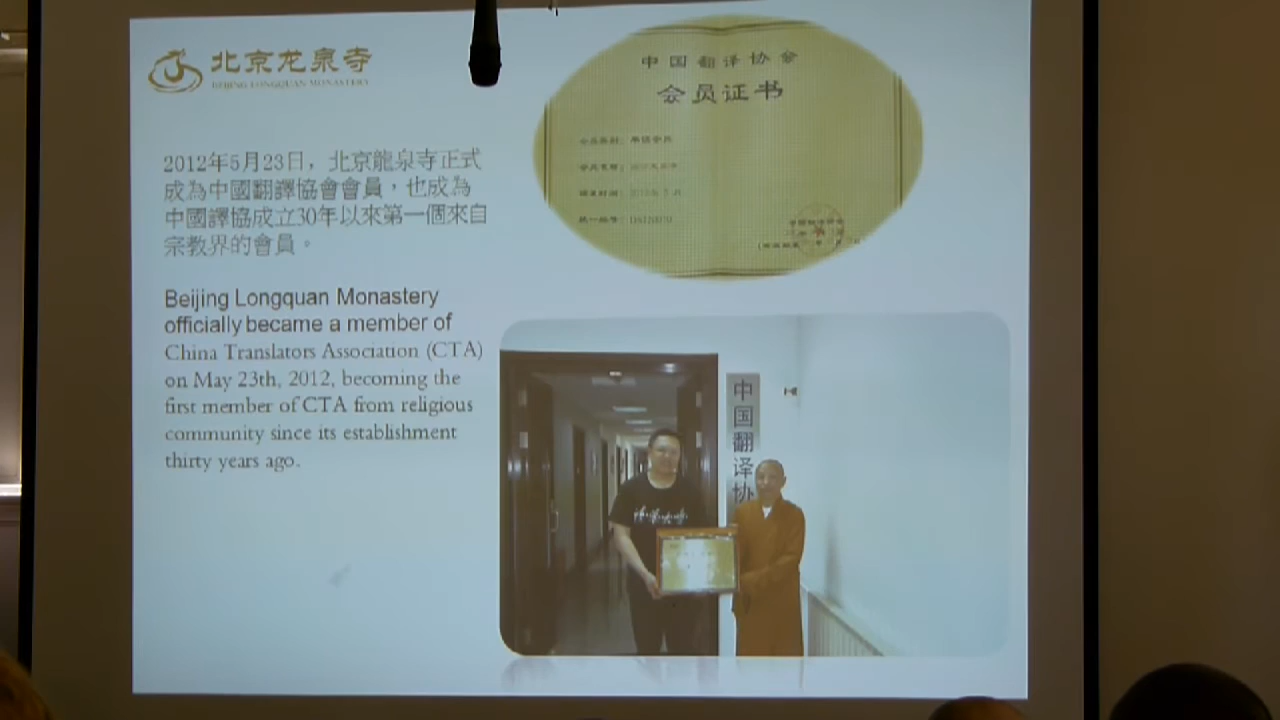 北京龙泉寺
BEIJING LONGQUAN MONASTERY
2012年5月23日，北京龍泉寺正式
成為中國翻譯協會會員，也成為
中國譯協成立30年以來第一個來自
宗教界的會員。
Beijing Longquan Monastery
officially became a member of
China Translators Association (CTA)
on May 23th, 2012, becoming the
first member of CTA from religious
community since its establishment
thirty years ago.
中国翻译协会
会员证书
中国翻译协